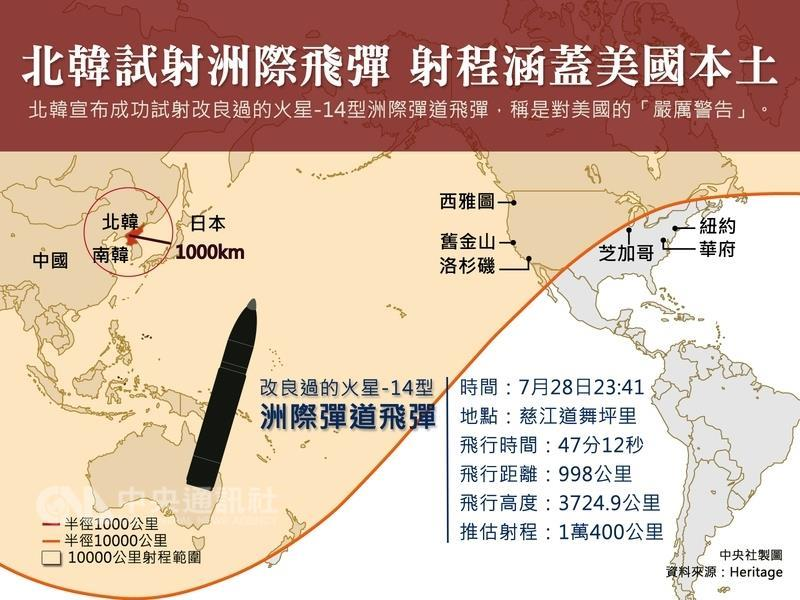 北韓試射洲際飛彈 射程涵蓋美國本土
北韓宣布成功試射改良過的火星-14型洲際彈道飛彈，稱是對美國的「嚴厲警告」。
西雅圖
北韓
日本
紐約
舊金山
芝加哥
華府
中國
南韓
1000km
洛杉磯
改良過的火星-14型
洲際彈道飛彈
時間：7月28日23:41
地點：慈江道舞坪里
飛行時間：47分12秒
飛行距離：998公里
飛行高度：3724.9公里
推估射程：1萬400公里
中央通訊社
半徑1000公里
半徑10000公里
10000公里射程範圍
中央社製圖
資料來源：Heritage